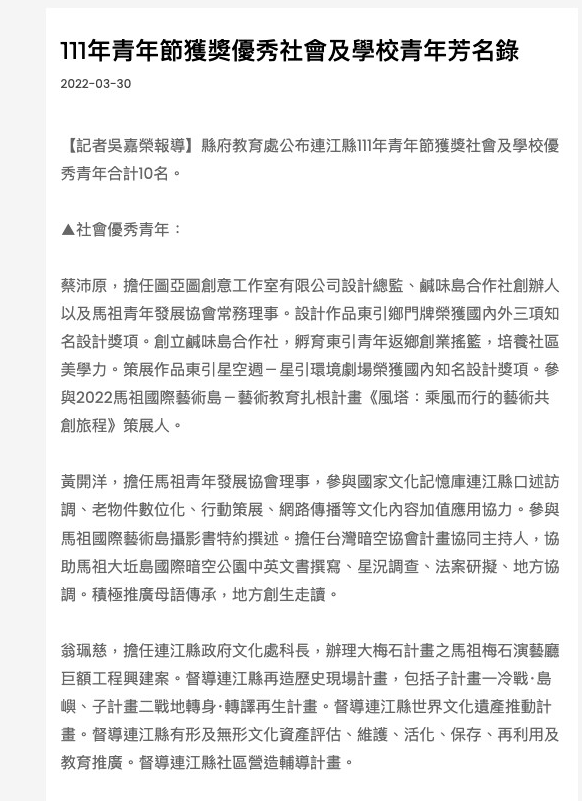 111年青年節獲獎優秀社會及學校青年芳名錄
2022-03-30
【記者吳嘉榮報導】縣府教育處公布連江縣111年青年節獲獎社會及學校優
秀青年合計10名。
▲社會優秀青年：
蔡沛原，擔任圖亞圖創意工作室有限公司設計總監、鹹味島合作社創辦人
以及馬祖青年發展協會常務理事。設計作品東引鄉門牌榮獲國內外三項知
名設計獎項。創立鹹味島合作社，孵育東引青年返鄉創業搖籃，培養社區
美學力。策展作品東引星空週－星引環境劇場榮獲國內知名設計獎項。參
與2022馬祖國際藝術島－藝術教育扎根計畫《風塔：乘風而行的藝術共
創旅程》策展人。
黃開洋，擔任馬祖青年發展協會理事，參與國家文化記憶庫連江縣口述訪
調、老物件數位化、行動策展、網路傳播等文化內容加值應用協力。參與
馬祖國際藝術島攝影書特約撰述。擔任台灣暗空協會計畫協同主持人，協
助馬祖大坵島國際暗空公園中英文書撰寫、星況調查、法案研擬、地方協
調。積極推廣母語傳承，地方創生走讀。
翁珮慈，擔任連江縣政府文化處科長，辦理大梅石計畫之馬祖梅石演藝廳
巨額工程興建案。督導連江縣再造歷史現場計畫，包括子計畫一冷戰‧島
嶼、子計畫二戰地轉身‧轉譯再生計畫。督導連江縣世界文化遺產推動計
畫。督導連江縣有形及無形文化資產評估、維護、活化、保存、再利用及
教育推廣。督導連江縣社區營造輔導計畫。